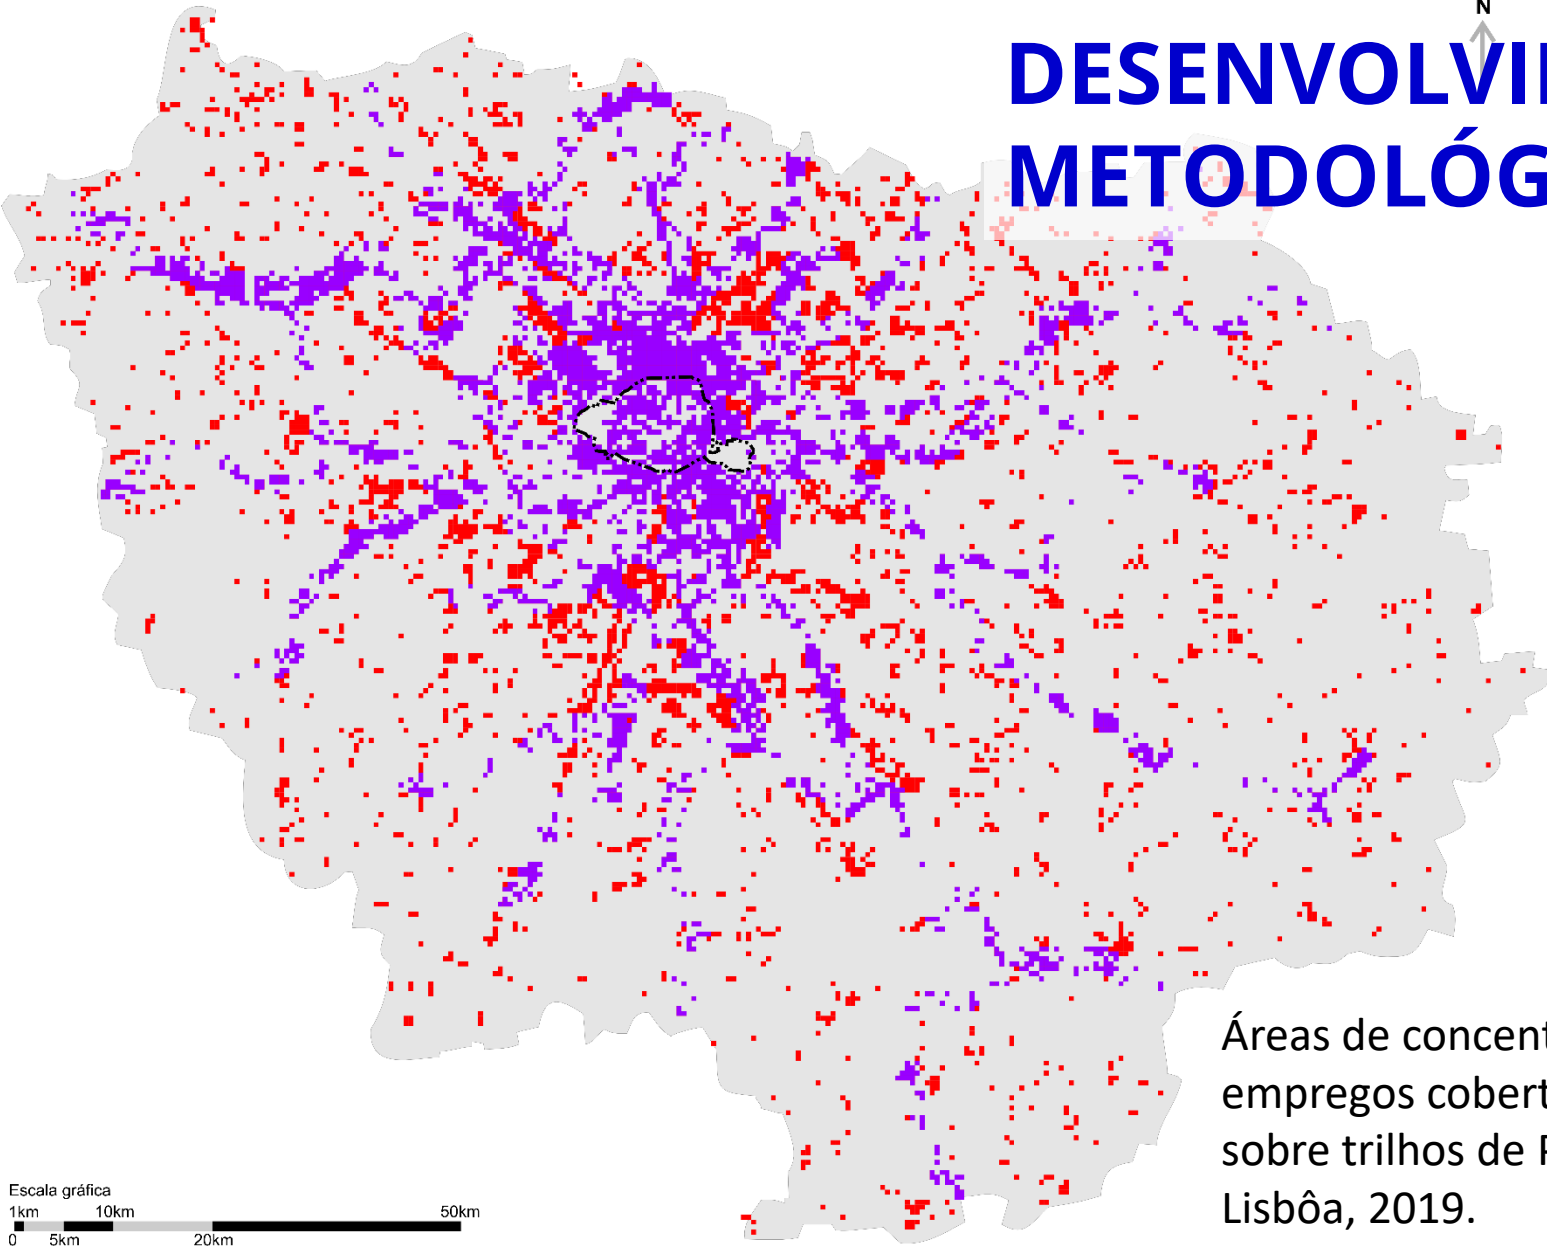 N
DESENVOLVI
METODOLÓG
Áreas de concent
empregos cobert
sobre trilhos de
Lisbôa, 2019.
Escala gráfica
1km 10km 50km
0 5km 20km